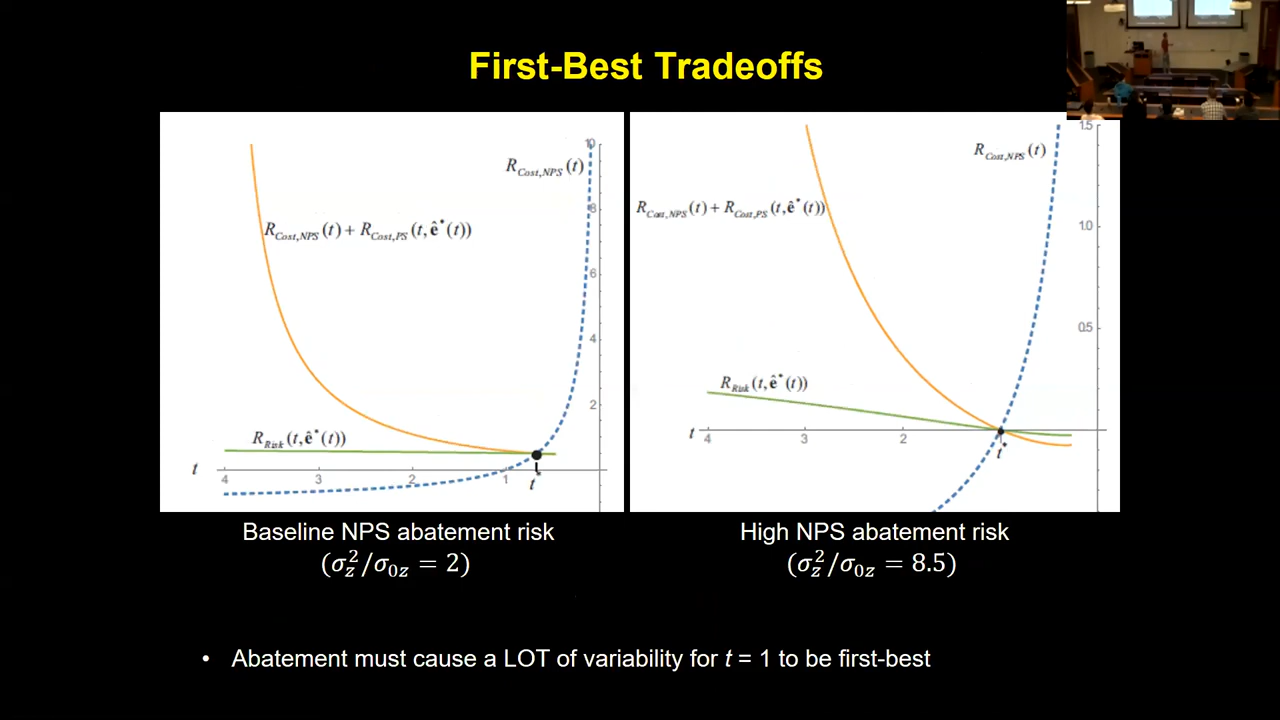 First-Best Tradeoffs
10
R_Cost,NPS(t)
8
R_Cost,NPS(t) + R_Cost,PS(t,ê*(t))
6
4
2
R_Risk(t,ê*(t))
t
4
3
2
1
t*
1.5
R_Cost,NPS(t)
R_Cost,NPS(t) + R_Cost,PS(t,ê*(t))
1.0
0.5
R_Risk(t,ê*(t))
t
4
3
2
t*
Baseline NPS abatement risk
(σ_z^2/σ_0z = 2)
High NPS abatement risk
(σ_z^2/σ_0z = 8.5)
• Abatement must cause a LOT of variability for t = 1 to be first-best